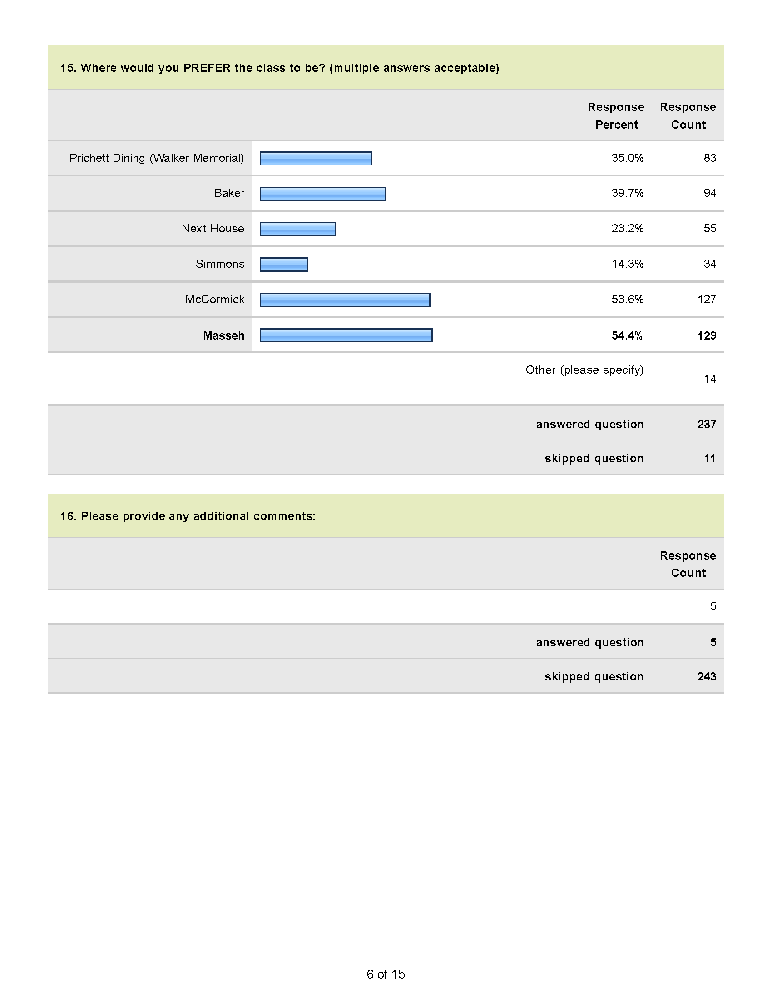 15. Where would you PREFER the class to be? (multiple answers acceptable)
Response Percent Response Count
Prichett Dining (Walker Memorial) 35.0% 83
Baker 39.7% 94
Next House 23.2% 55
Simmons 14.3% 34
McCormick 53.6% 127
Masseh 54.4% 129
Other (please specify) 14
answered question 237
skipped question 11
16. Please provide any additional comments:
Response Count
5
answered question 5
skipped question 243
6 of 15